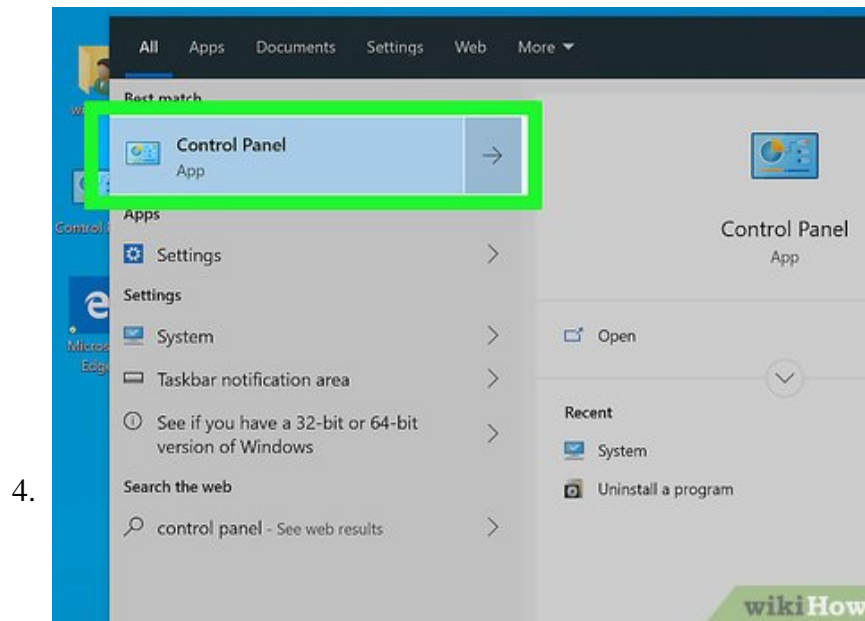 All Apps Documents Settings Web More
Best match
Control Panel
App
Apps
Settings
Settings
System
Taskbar notification area
See if you have a 32-bit or 64-bit
version of Windows
Search the web
control panel - See web results
Control Panel
App
Open
Recent
System
Uninstall a program
Control
Edge
4.
wikiHow